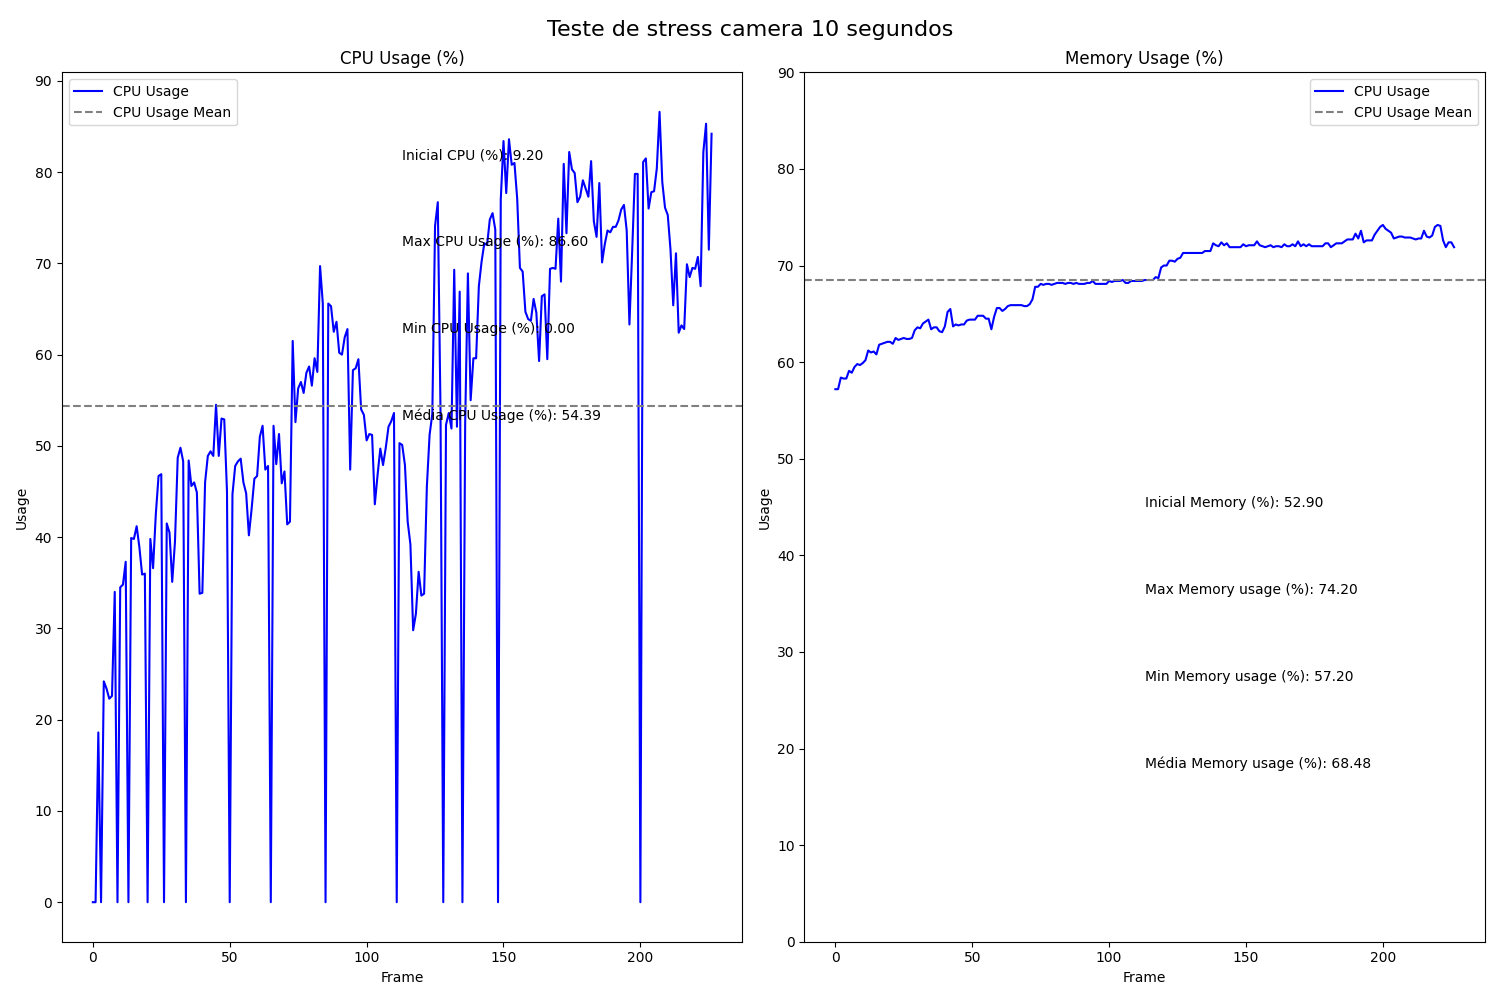 Teste de stress camera 10 segundos
CPU Usage (%)
90
80
70
60
50
40
30
20
10
0
Usage
CPU Usage
CPU Usage Mean
Inicial CPU (%): 9.20
Max CPU Usage (%): 86.60
Min CPU Usage (%): 0.00
Média CPU Usage (%): 54.39
0 50 100 150 200
Frame
Memory Usage (%)
90
80
70
60
50
40
30
20
10
0
Usage
CPU Usage
CPU Usage Mean
Inicial Memory (%): 52.90
Max Memory usage (%): 74.20
Min Memory usage (%): 57.20
Média Memory usage (%): 68.48
0 50 100 150 200
Frame